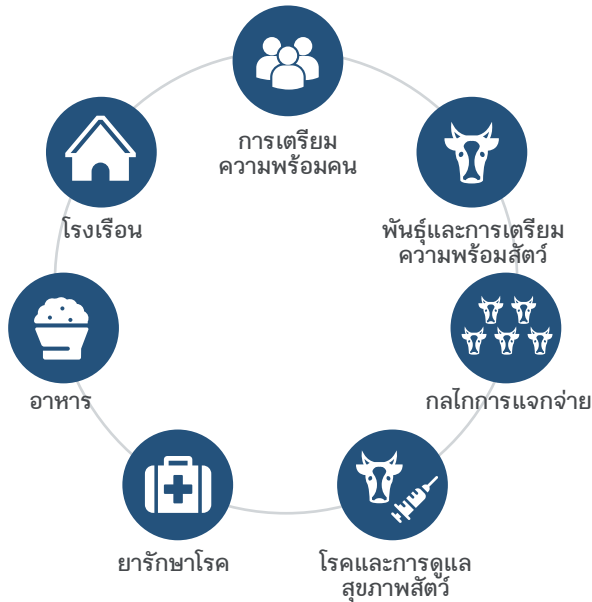 การเตรียม
ความพร้อมคน
พันธุ์และการเตรียม
ความพร้อมสัตว์
กลไกการแจกจ่าย
โรคและการดูแล
สุขภาพสัตว์
ยารักษาโรค
อาหาร
โรงเรือน